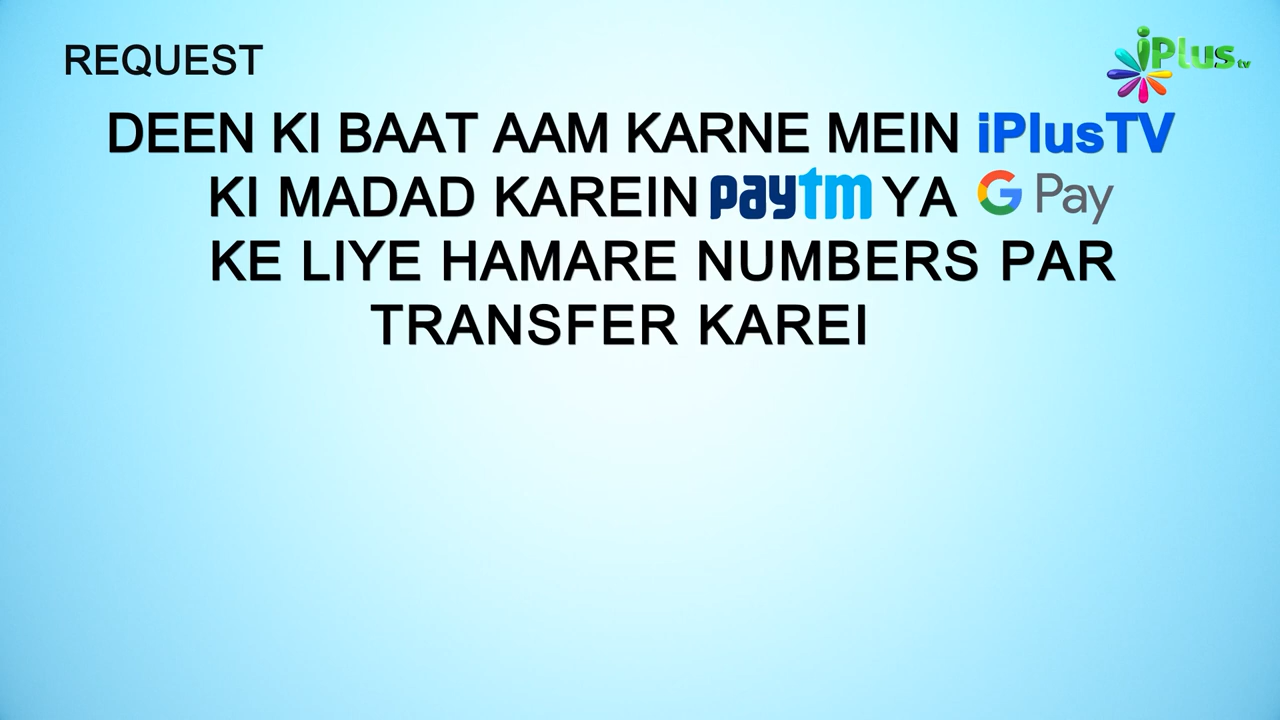 REQUEST
iPlus tv
DEEN KI BAAT AAM KARNE MEIN iPlusTV
KI MADAD KAREIN paytm YA G Pay
KE LIYE HAMARE NUMBERS PAR
TRANSFER KAREI